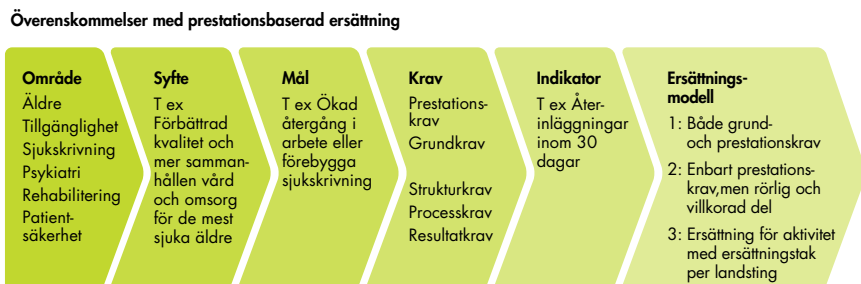 Överenskommelser med prestationsbaserad ersättning
Område
Äldre
Tillgänglighet
Sjukskrivning
Psykiatri
Rehabilitering
Patient-
säkerhet
Syfte
T ex
Förbättrad
kvalitet och
mer samman-
hållen vård
och omsorg
för de mest
sjuka äldre
Mål
T ex Ökad
återgång i
arbete eller
förebygga
sjukskrivning
Krav
Prestations-
krav
Grundkrav
Strukturkrav
Processkrav
Resultatkrav
Indikator
T ex Åter-
inläggningar
inom 30
dagar
Ersättnings-
modell
1: Både grund-
och prestationskrav
2: Enbart prestations-
krav,men rörlig och
villkorad del
3: Ersättning för aktivitet
med ersättningstak
per landsting